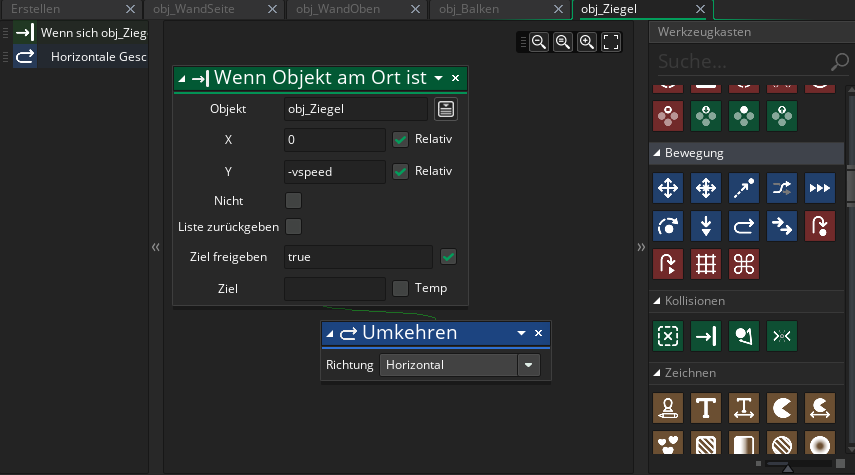 Erstellen
obj_WandSeite
obj_WandOben
obj_Balken
obj_Ziegel
Wenn sich obj_Zieg
Horizontale Gesc
Werkzeugkasten
Suche...
Wenn Objekt am Ort ist
Objekt
obj_Ziegel
X
0
Relativ
Y
-vspeed
Relativ
Nicht
Liste zurückgeben
Ziel freigeben
true
Ziel
Temp
Umkehren
Richtung
Horizontal
Bewegung
Kollisionen
Zeichnen